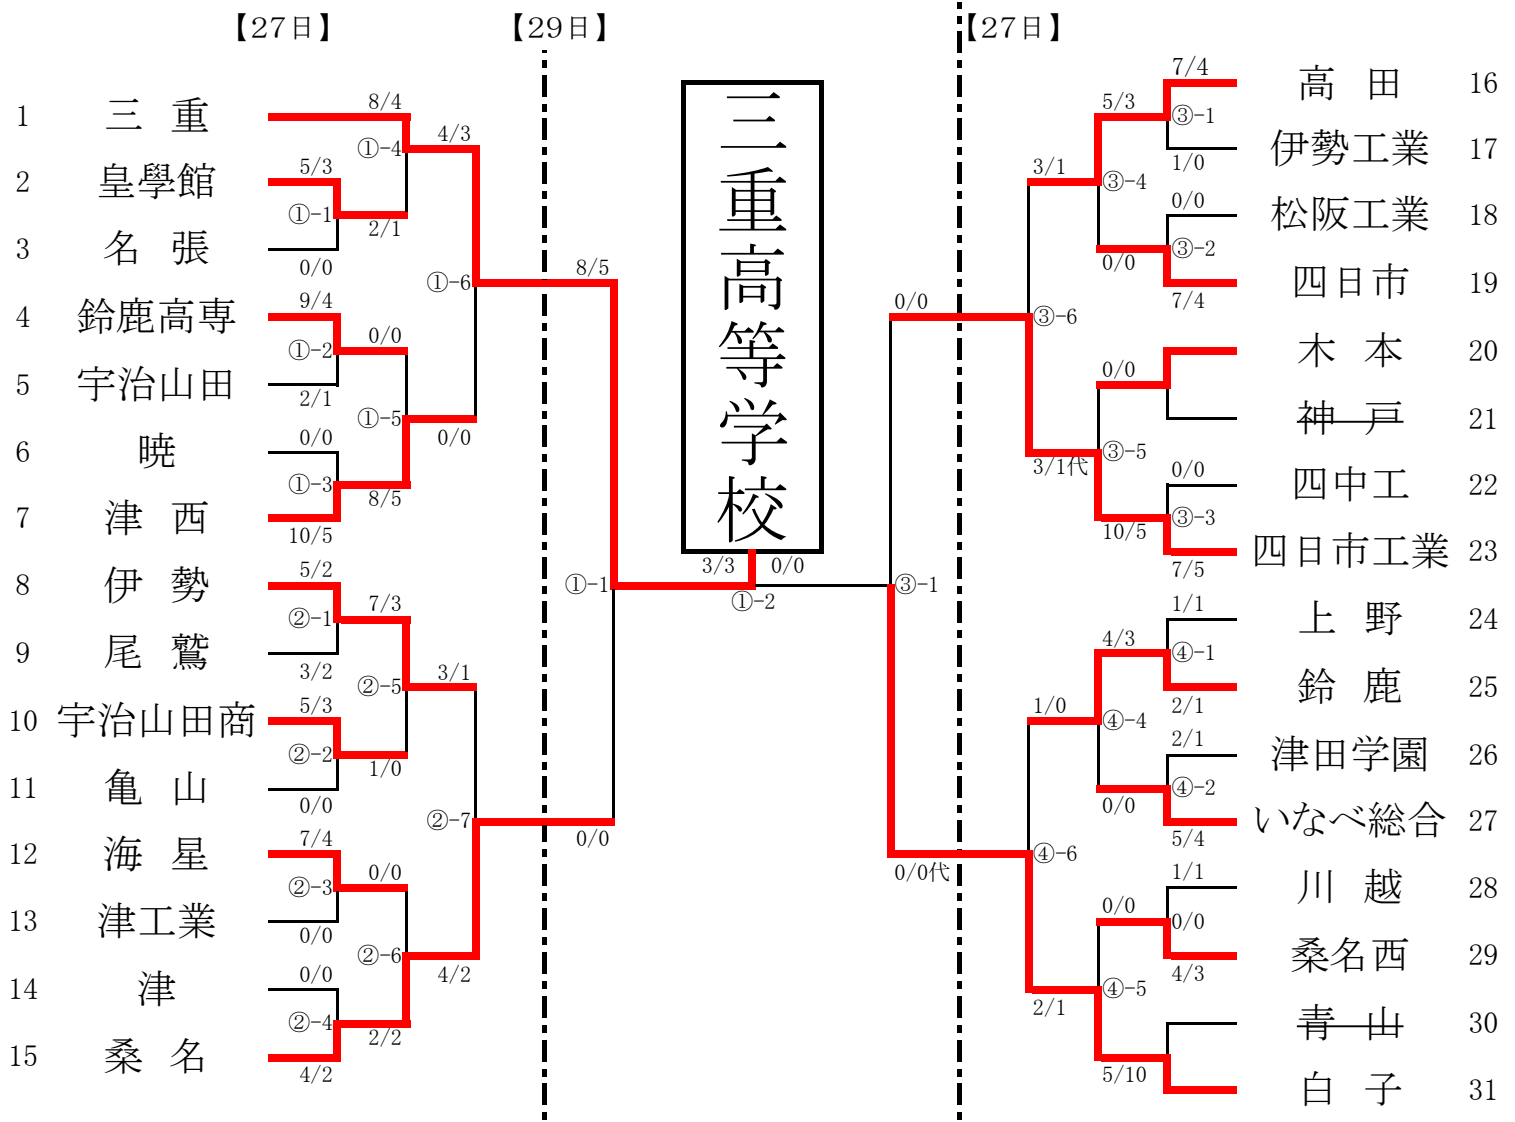 【27日】 【29日】 【27日】
三重高等学校
1 三重 8/4
①-4 4/3
2 皇學館 5/3
①-1 2/1
3 名張 0/0
①-6 8/5
4 鈴鹿高専 9/4
①-2 0/0
5 宇治山田 2/1
①-5 0/0
6 暁 0/0
①-3 8/5
7 津西 10/5
①-1 3/3 0/0
①-2
8 伊勢 5/2
②-1 7/3
9 尾鷲 3/2
②-5 3/1
10 宇治山田商 5/3
②-2 1/0
11 亀山 0/0
②-7 0/0
12 海星 7/4
②-3 0/0
13 津工業 0/0
②-6 4/2
14 津 0/0
②-4 2/2
15 桑名 4/2
7/4 高田 16
5/3 ③-1
1/0 伊勢工業 17
3/1 ③-4
0/0 松阪工業 18
0/0 ③-2
7/4 四日市 19
0/0 ③-6
木本 20
0/0
神戸 21
3/1代 ③-5
0/0 四中工 22
10/5 ③-3
7/5 四日市工業 23
③-1
1/1 上野 24
4/3 ④-1
2/1 鈴鹿 25
1/0 ④-4
2/1 津田学園 26
0/0 ④-2
5/4 いなべ総合 27
0/0代 ④-6
1/1 川越 28
0/0 0/0
4/3 桑名西 29
2/1 ④-5
青山 30
5/10
白子 31